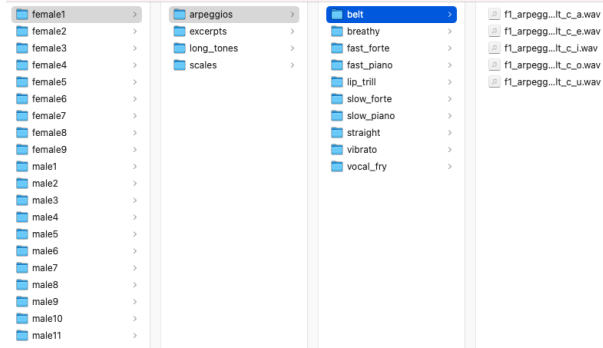 female1
female2
female3
female4
female5
female6
female7
female8
female9
male1
male2
male3
male4
male5
male6
male7
male8
male9
male10
male11
arpeggios
excerpts
long_tones
scales
belt
breathy
fast_forte
fast_piano
lip_trill
slow_forte
slow_piano
straight
vibrato
vocal_fry
f1_arpegg...lt_c_a.wav
f1_arpegg...lt_c_e.wav
f1_arpegg...lt_c_i.wav
f1_arpegg...lt_c_o.wav
f1_arpegg...lt_c_u.wav